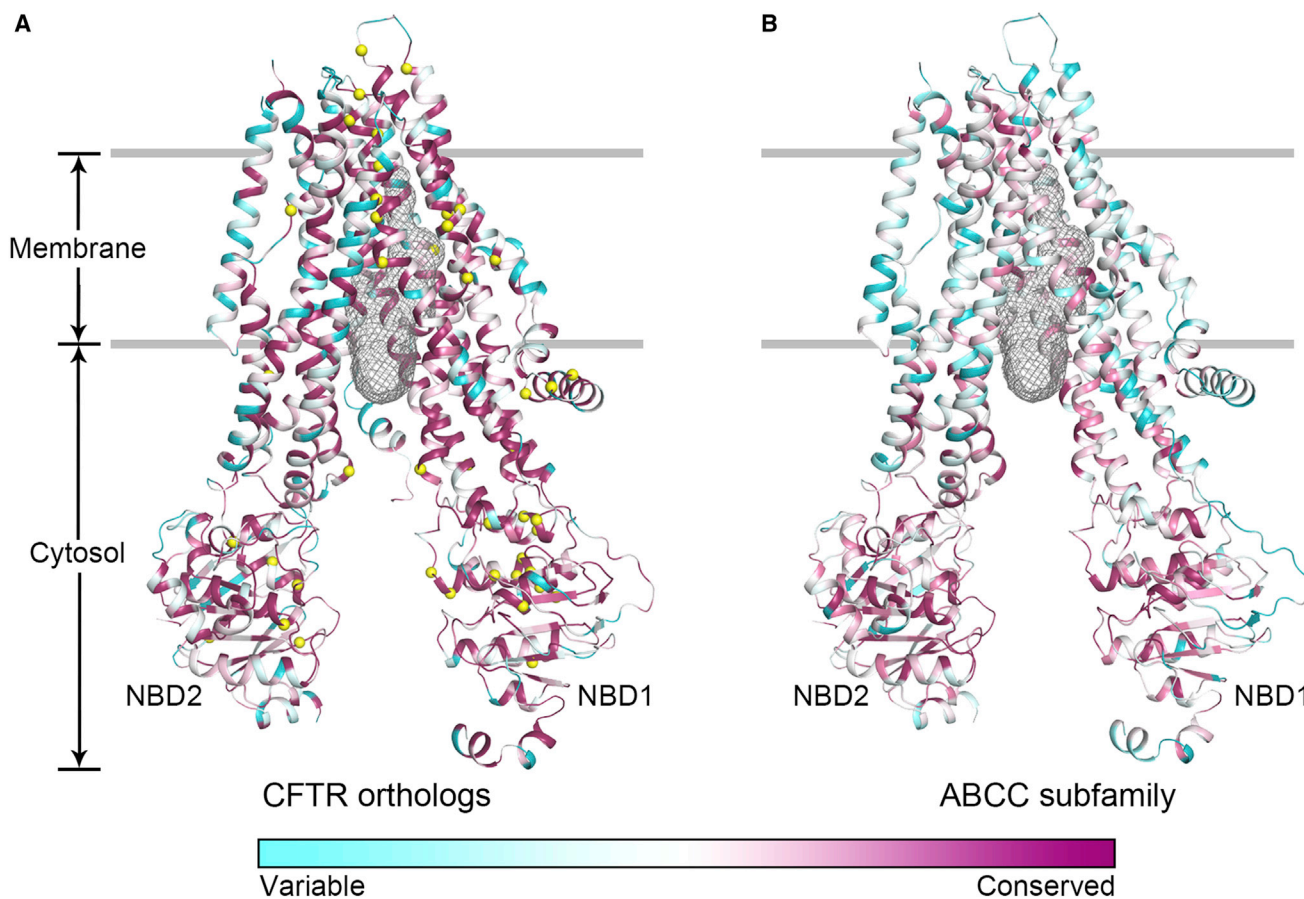 A
B
Membrane
Cytosol
NBD2
NBD1
NBD2
NBD1
CFTR orthologs
ABCC subfamily
Variable
Conserved